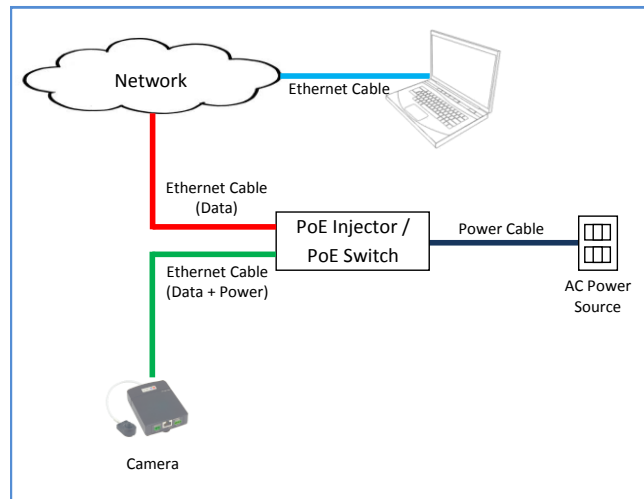 Network
Ethernet Cable
Ethernet Cable
(Data)
PoE Injector /
PoE Switch
Power Cable
Ethernet Cable
(Data + Power)
AC Power
Source
Camera